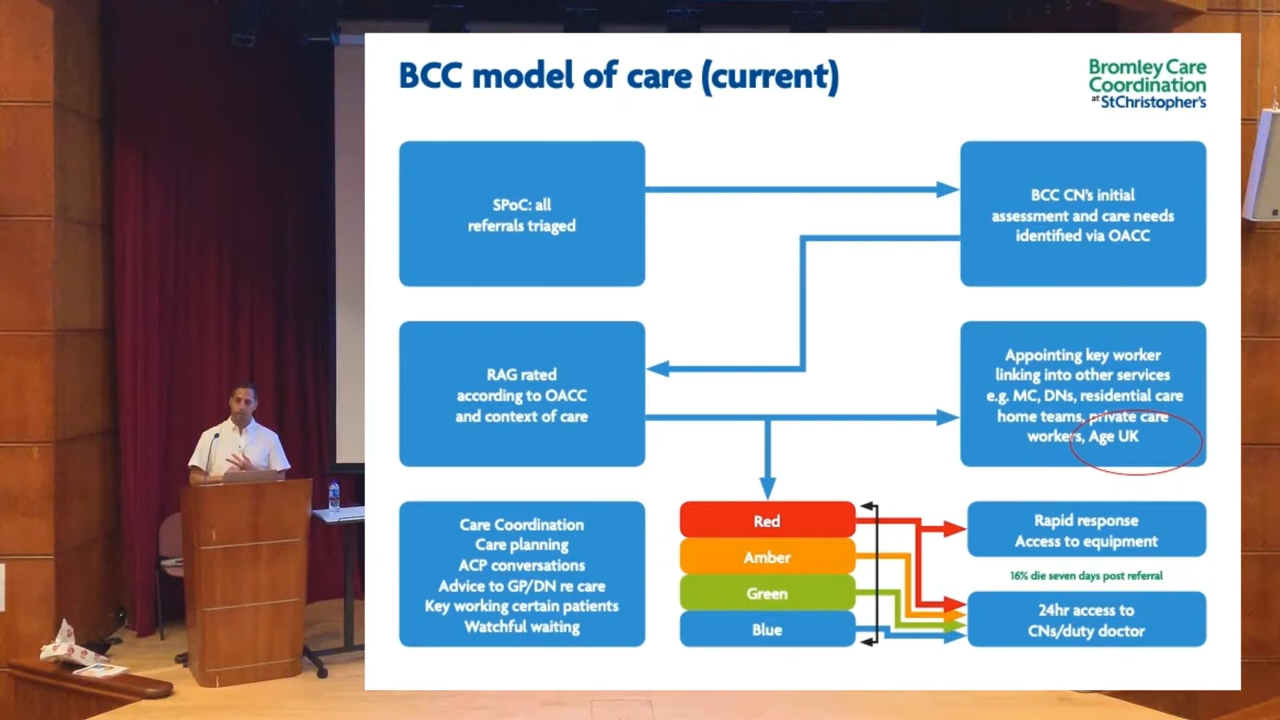 BCC model of care (current)
Bromley Care
Coordination
at StChristopher's
SPoC: all
referrals triaged
BCC CN's initial
assessment and care needs
identified via OACC
RAG rated
according to OACC
and context of care
Appointing key worker
linking into other services
e.g. MC, DNs, residential care
home teams, private care
workers, Age UK
Care Coordination
Care planning
ACP conversations
Advice to GP/DN re care
Key working certain patients
Watchful waiting
Red
Amber
Green
Blue
Rapid response
Access to equipment
16% die seven days post referral
24hr access to
CNs/duty doctor